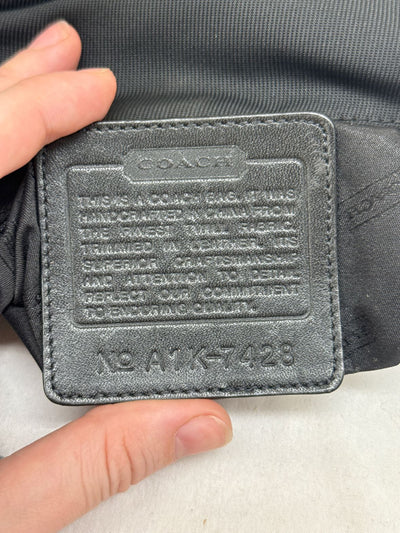 COACH
THIS IS A COACH BAG. IT WAS
HANDCRAFTED IN CHINA FROM
THE FINEST TWILL FABRIC,
TRIMMED IN LEATHER. ITS
SUPERIOR CRAFTSMANSHIP
AND ATTENTION TO DETAIL
REFLECT OUR COMMITMENT
TO ENDURING QUALITY.
No A1K-7428